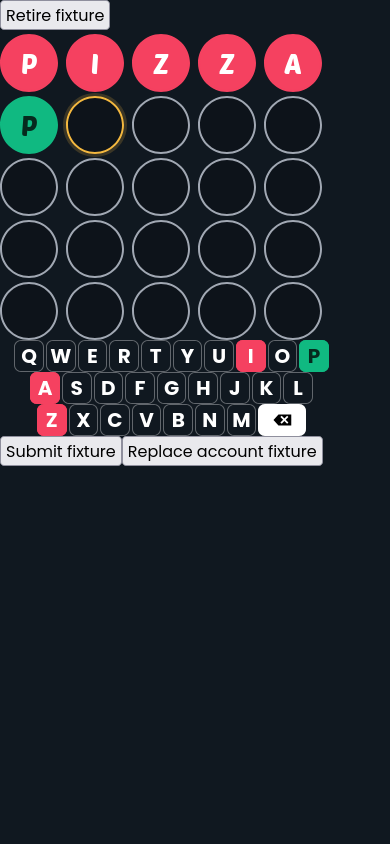 Retire fixture
P I Z Z A
P
Q W E R T Y U I O P
A S D F G H J K L
Z X C V B N M
Submit fixture Replace account fixture